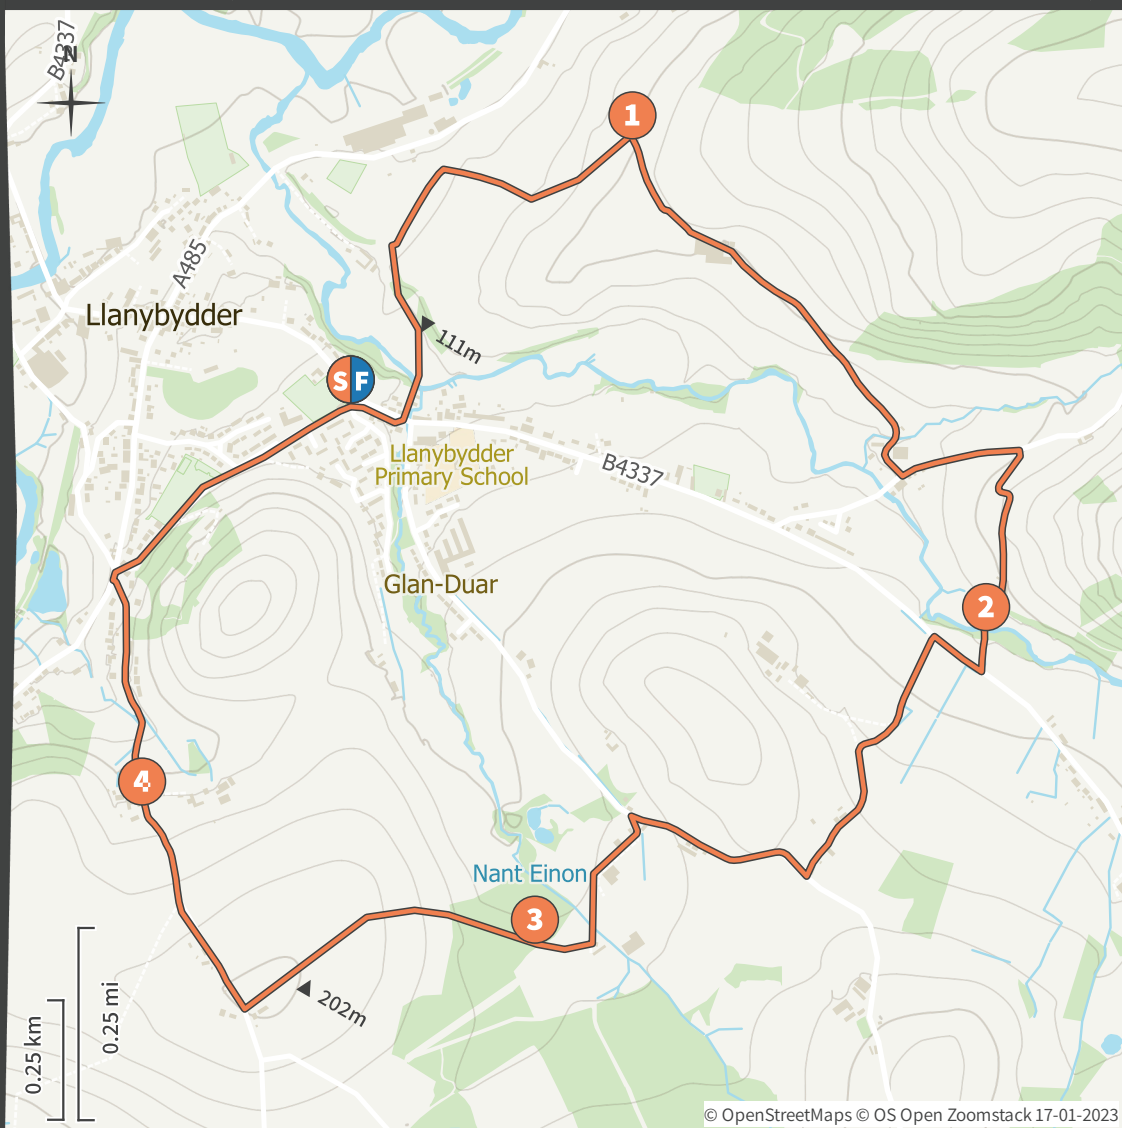 B4337
N
1
A485
Llanybydder
111m
S F
Llanybydder
Primary School
B4337
Glan-Duar
2
4
Nant Einon
3
202m
0.25 km
0.25 mi
© OpenStreetMaps © OS Open Zoomstack 17-01-2023